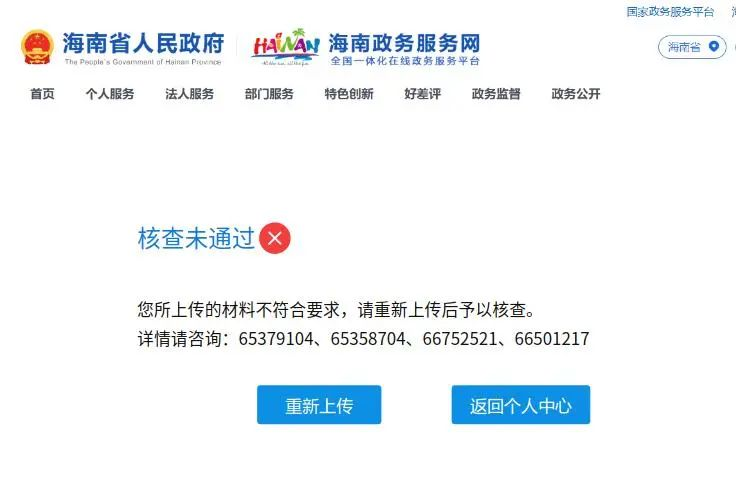 国家政务服务平台
海南省人民政府
The People's Government of Hainan Province
HAINAN
海南政务服务网
全国一体化在线政务服务平台
海南省
首页 个人服务 法人服务 部门服务 特色创新 好差评 政务监督 政务公开
核查未通过
您所上传的材料不符合要求，请重新上传后予以核查。
详情请咨询：65379104、65358704、66752521、66501217
重新上传 返回个人中心